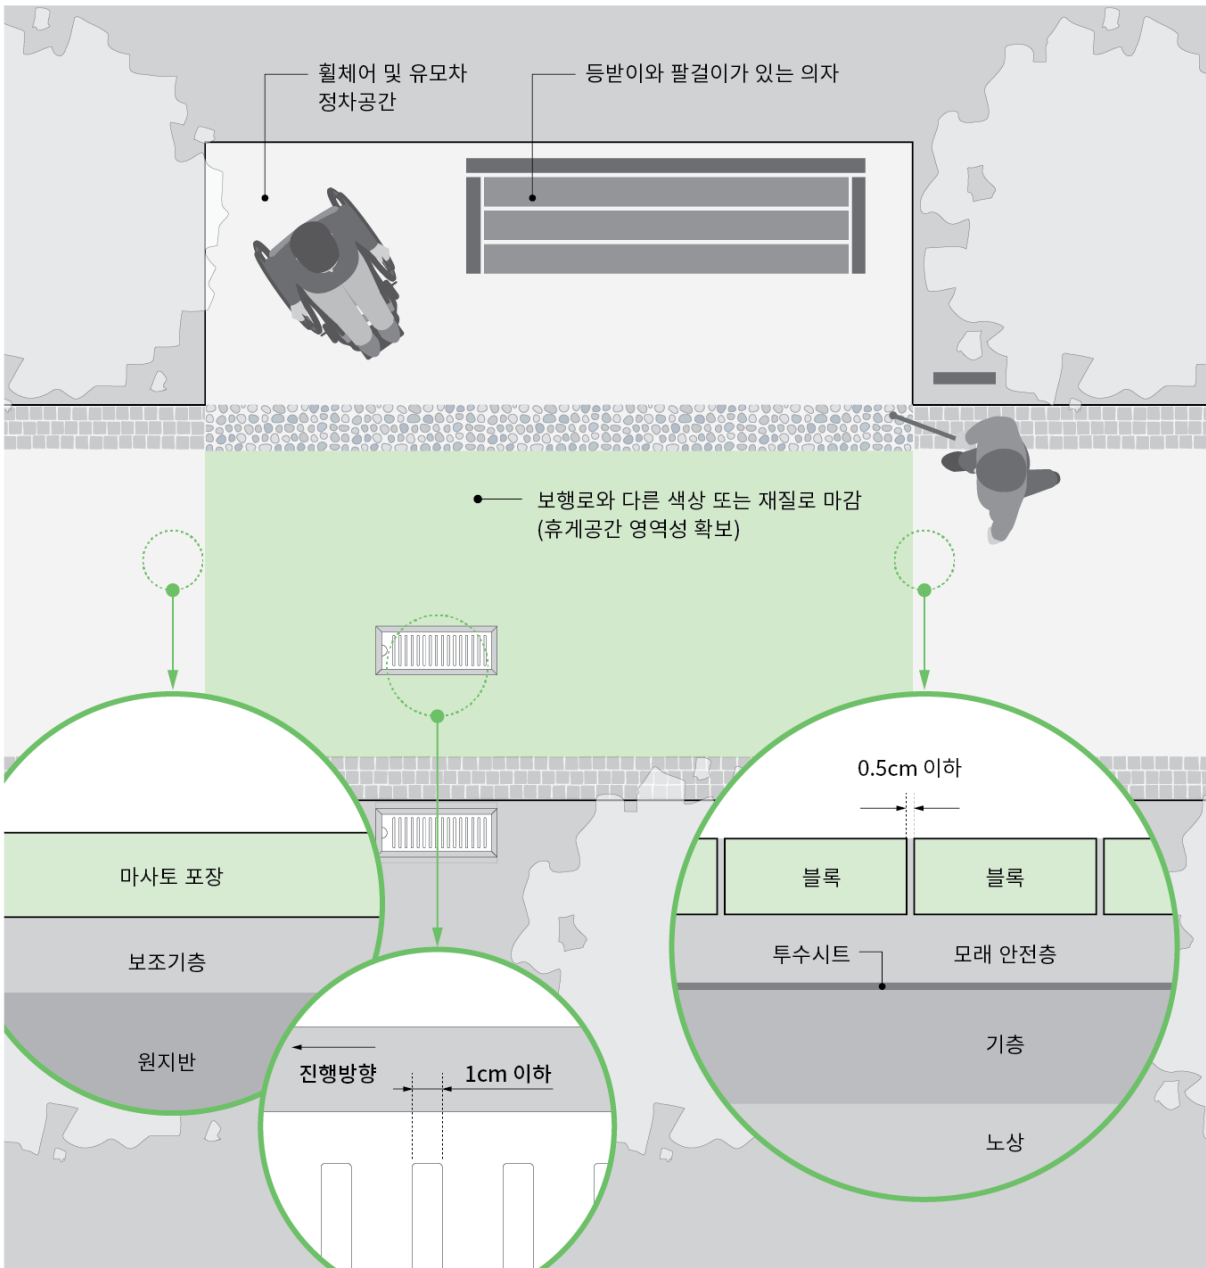 휠체어 및 유모차
정차공간
등받이와 팔걸이가 있는 의자
보행로와 다른 색상 또는 재질로 마감
(휴게공간 영역성 확보)
0.5cm 이하
마사토 포장
블록
블록
보조기층
투수시트
모래 안전층
원지반
기층
진행방향
1cm 이하
노상